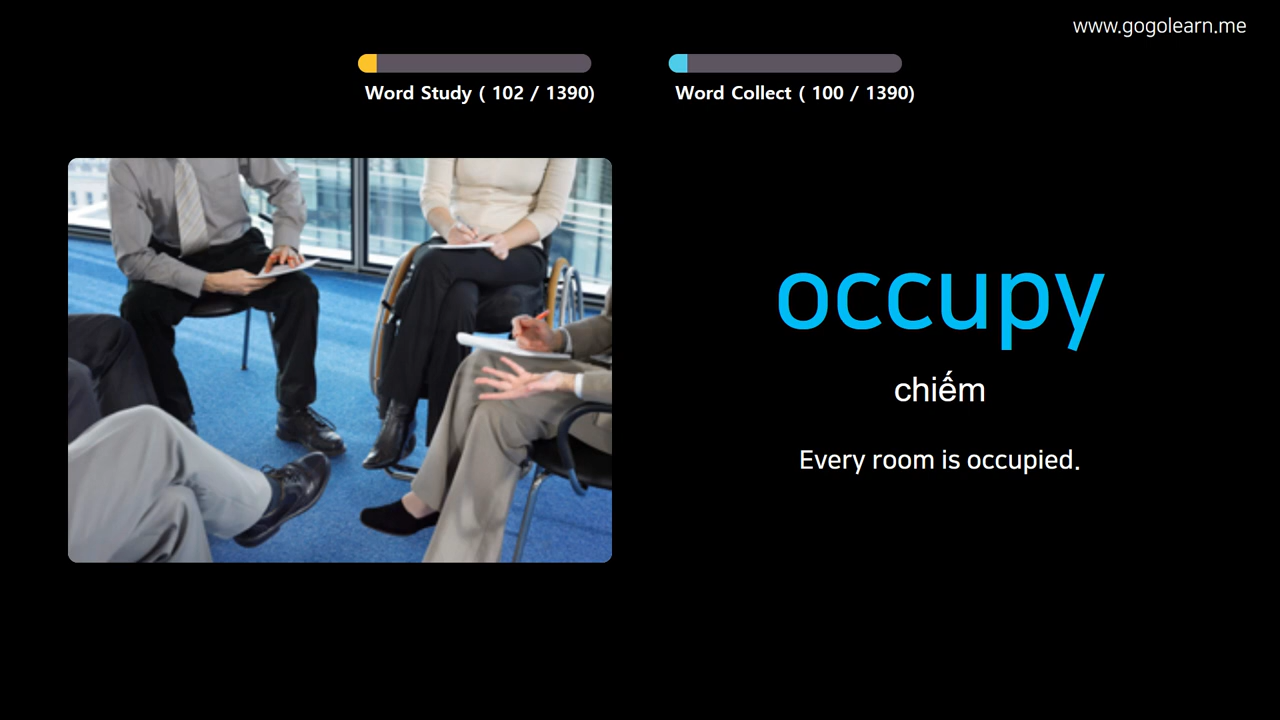 www.gogolearn.me
Word Study ( 102 / 1390)
Word Collect ( 100 / 1390)
occupy
chiếm
Every room is occupied.